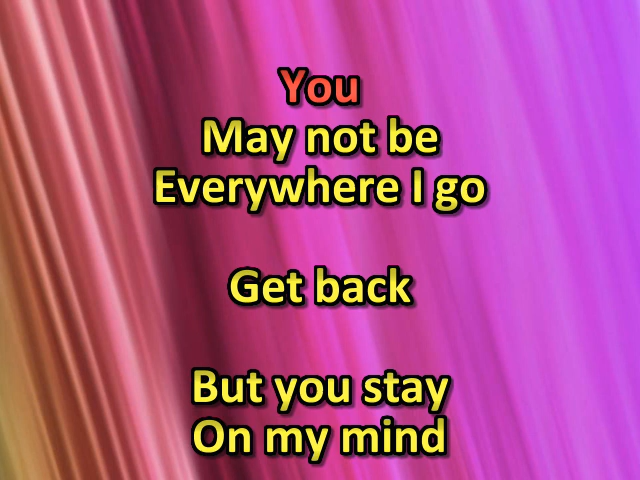 You
May not be
Everywhere I go
Get back
But you stay
On my mind